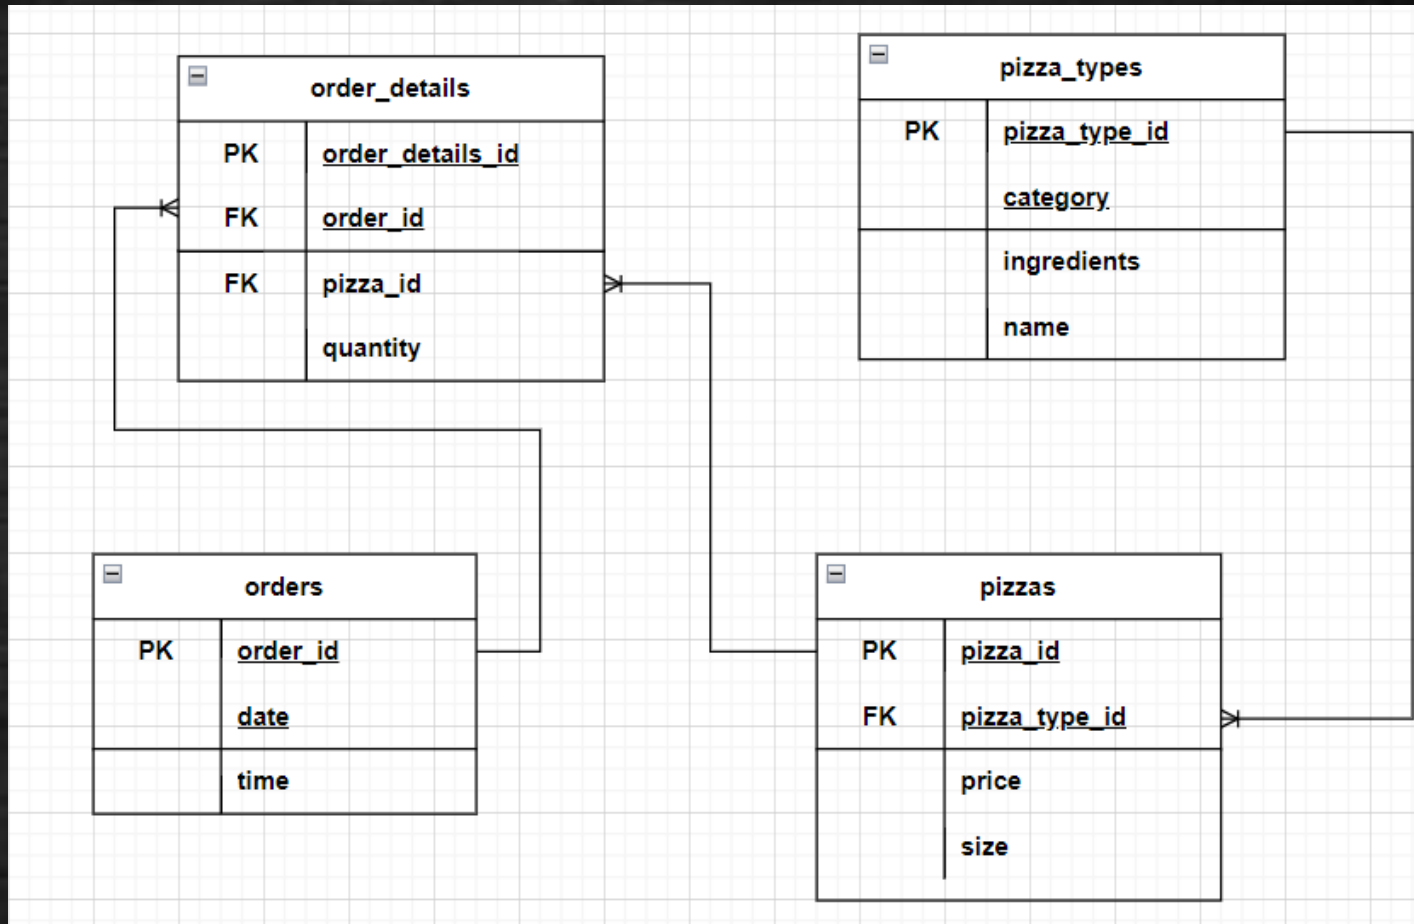 order_details
PK order_details_id
FK order_id
FK pizza_id
quantity
pizza_types
PK pizza_type_id
category
ingredients
name
orders
PK order_id
date
time
pizzas
PK pizza_id
FK pizza_type_id
price
size